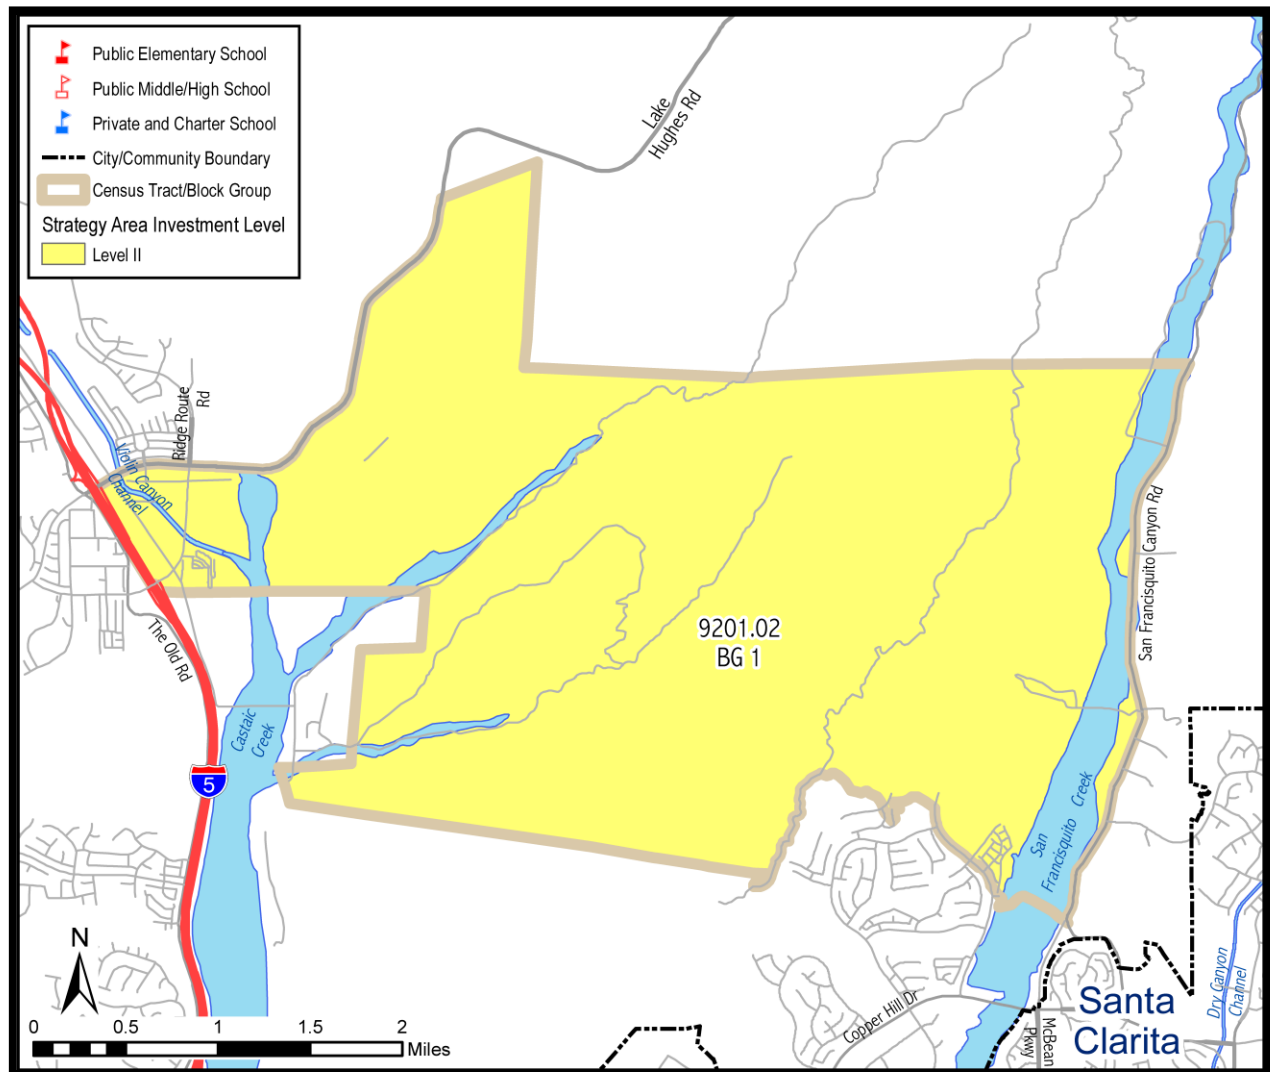 Public Elementary School
Public Middle/High School
Private and Charter School
City/Community Boundary
Census Tract/Block Group
Strategy Area Investment Level
Level II
Lake
Hughes Rd
Ridge Route
Rd
Violin Canyon
Channel
San Francisquito Canyon Rd
9201.02
BG 1
The Old Rd
Castaic
Creek
5
San
Francisquito Creek
N
0 0.5 1 1.5 2
Miles
Copper Hill Dr
McBean
Pkwy
Santa
Clarita
Dry Canyon
Channel